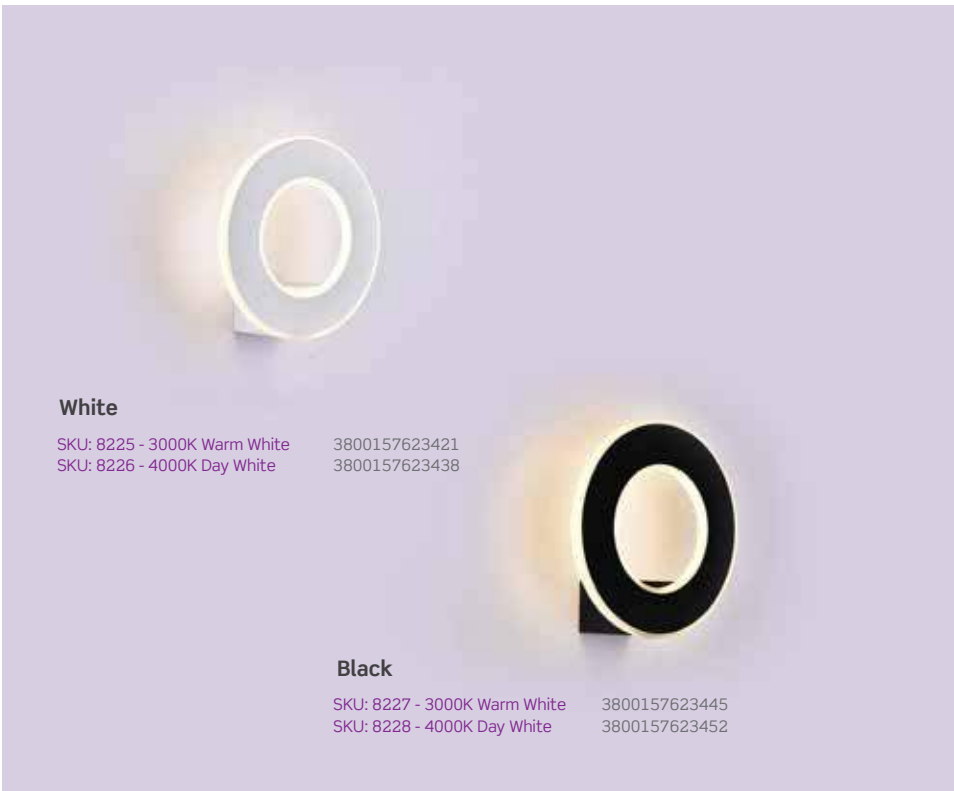 White
SKU: 8225 - 3000K Warm White 3800157623421
SKU: 8226 - 4000K Day White 3800157623438
Black
SKU: 8227 - 3000K Warm White 3800157623445
SKU: 8228 - 4000K Day White 3800157623452